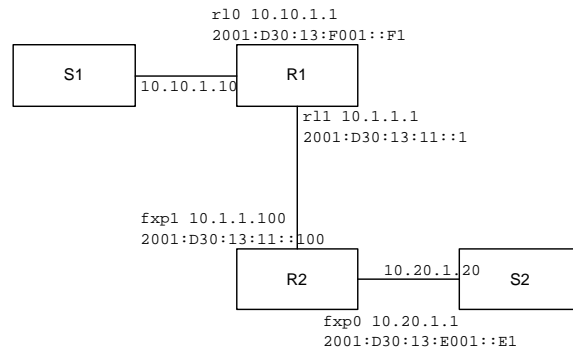 rl0 10.10.1.1
2001:D30:13:F001::F1
S1
R1
10.10.1.10
rl1 10.1.1.1
2001:D30:13:11::1
fxp1 10.1.1.100
2001:D30:13:11::100
R2
10.20.1.20
S2
fxp0 10.20.1.1
2001:D30:13:E001::E1